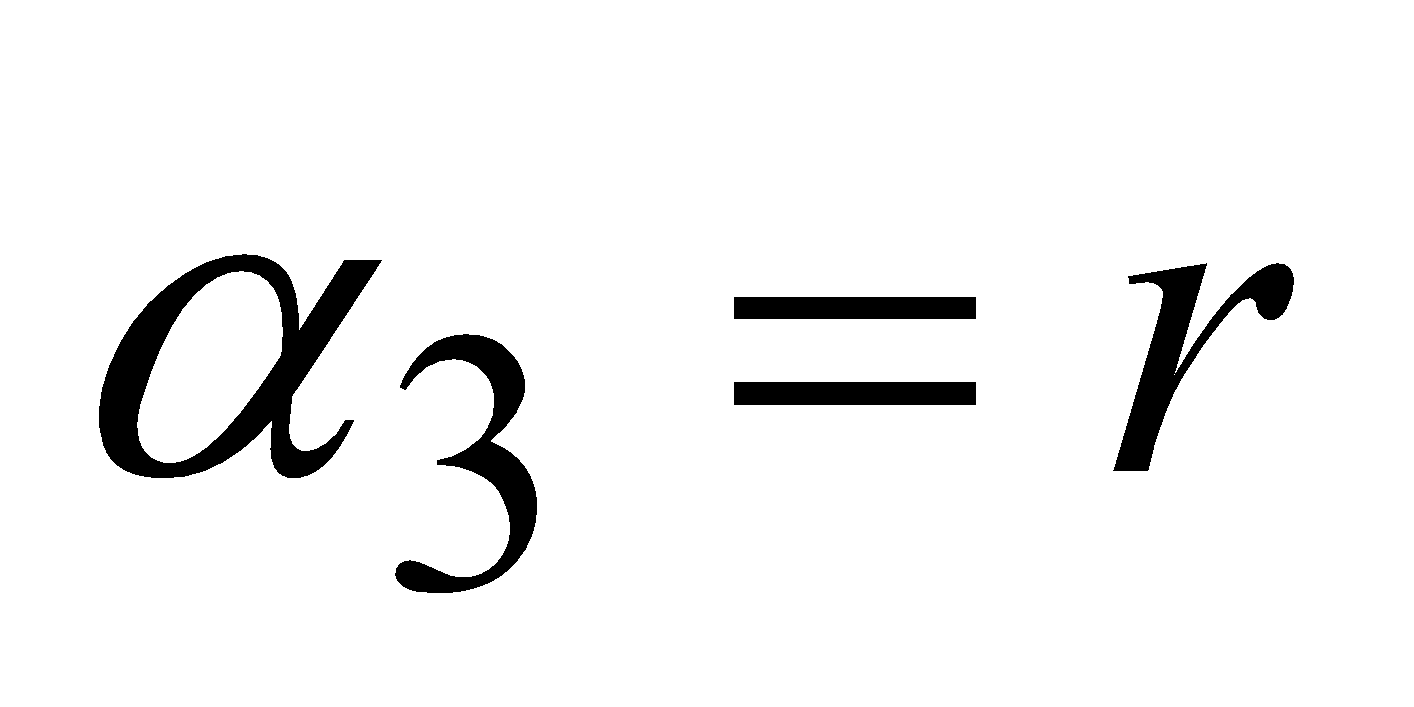 α₃ = r